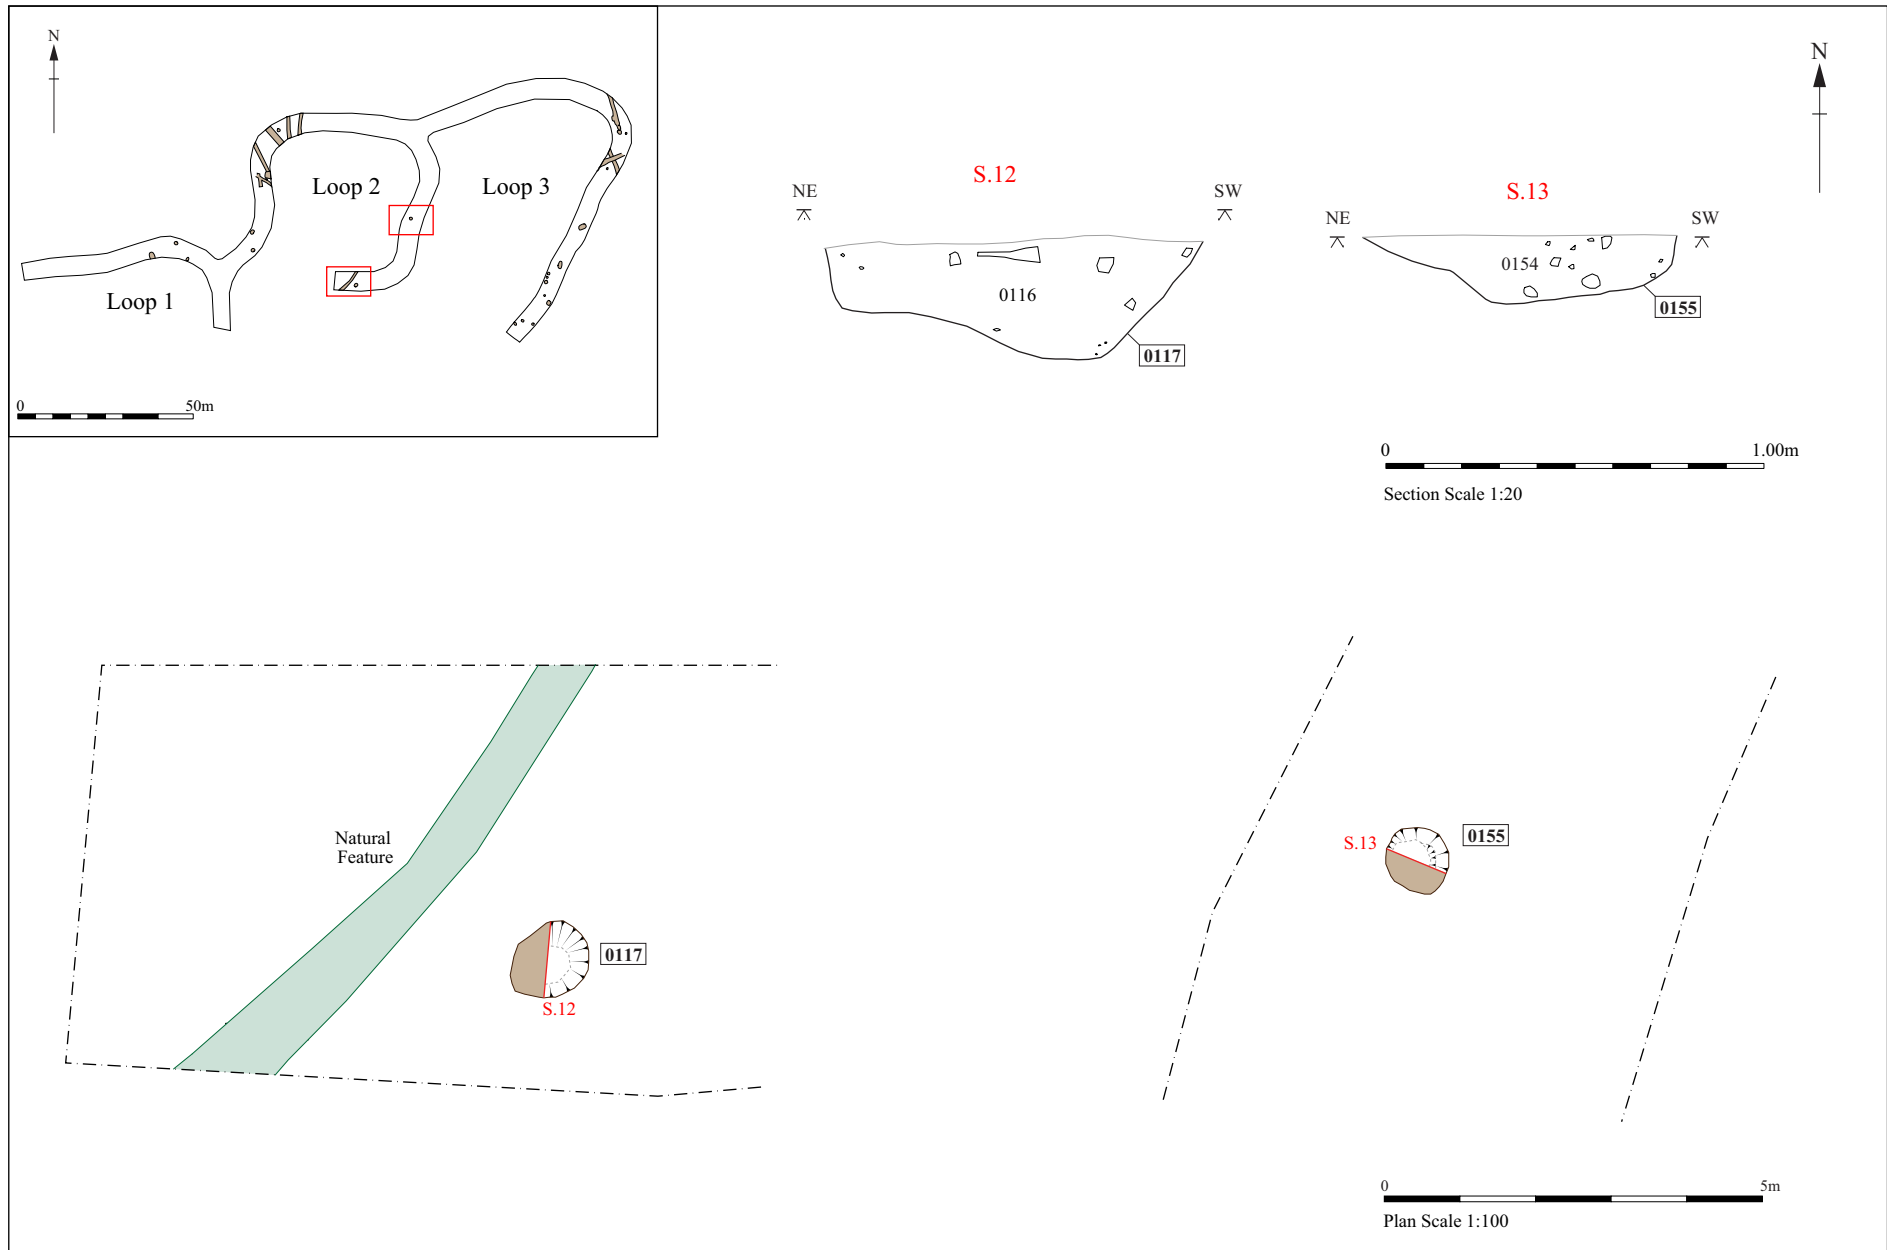 N
Loop 2
Loop 3
Loop 1
0
50m
S.12
NE
SW
0116
0117
N
S.13
NE
SW
0154
0155
0
1.00m
Section Scale 1:20
Natural
Feature
0117
S.12
S.13
0155
0
5m
Plan Scale 1:100